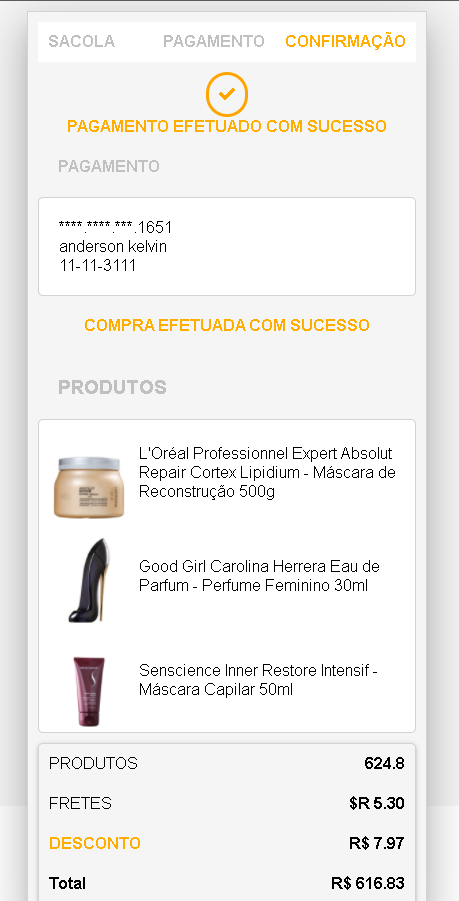 SACOLA PAGAMENTO CONFIRMAÇÃO
PAGAMENTO EFETUADO COM SUCESSO
PAGAMENTO
****.****.***.1651
anderson kelvin
11-11-3111
COMPRA EFETUADA COM SUCESSO
PRODUTOS
L'Oréal Professionnel Expert Absolut
Repair Cortex Lipidium - Máscara de
Reconstrução 500g
Good Girl Carolina Herrera Eau de
Parfum - Perfume Feminino 30ml
Senscience Inner Restore Intensif -
Máscara Capilar 50ml
PRODUTOS 624.8
FRETES $R 5.30
DESCONTO R$ 7.97
Total R$ 616.83